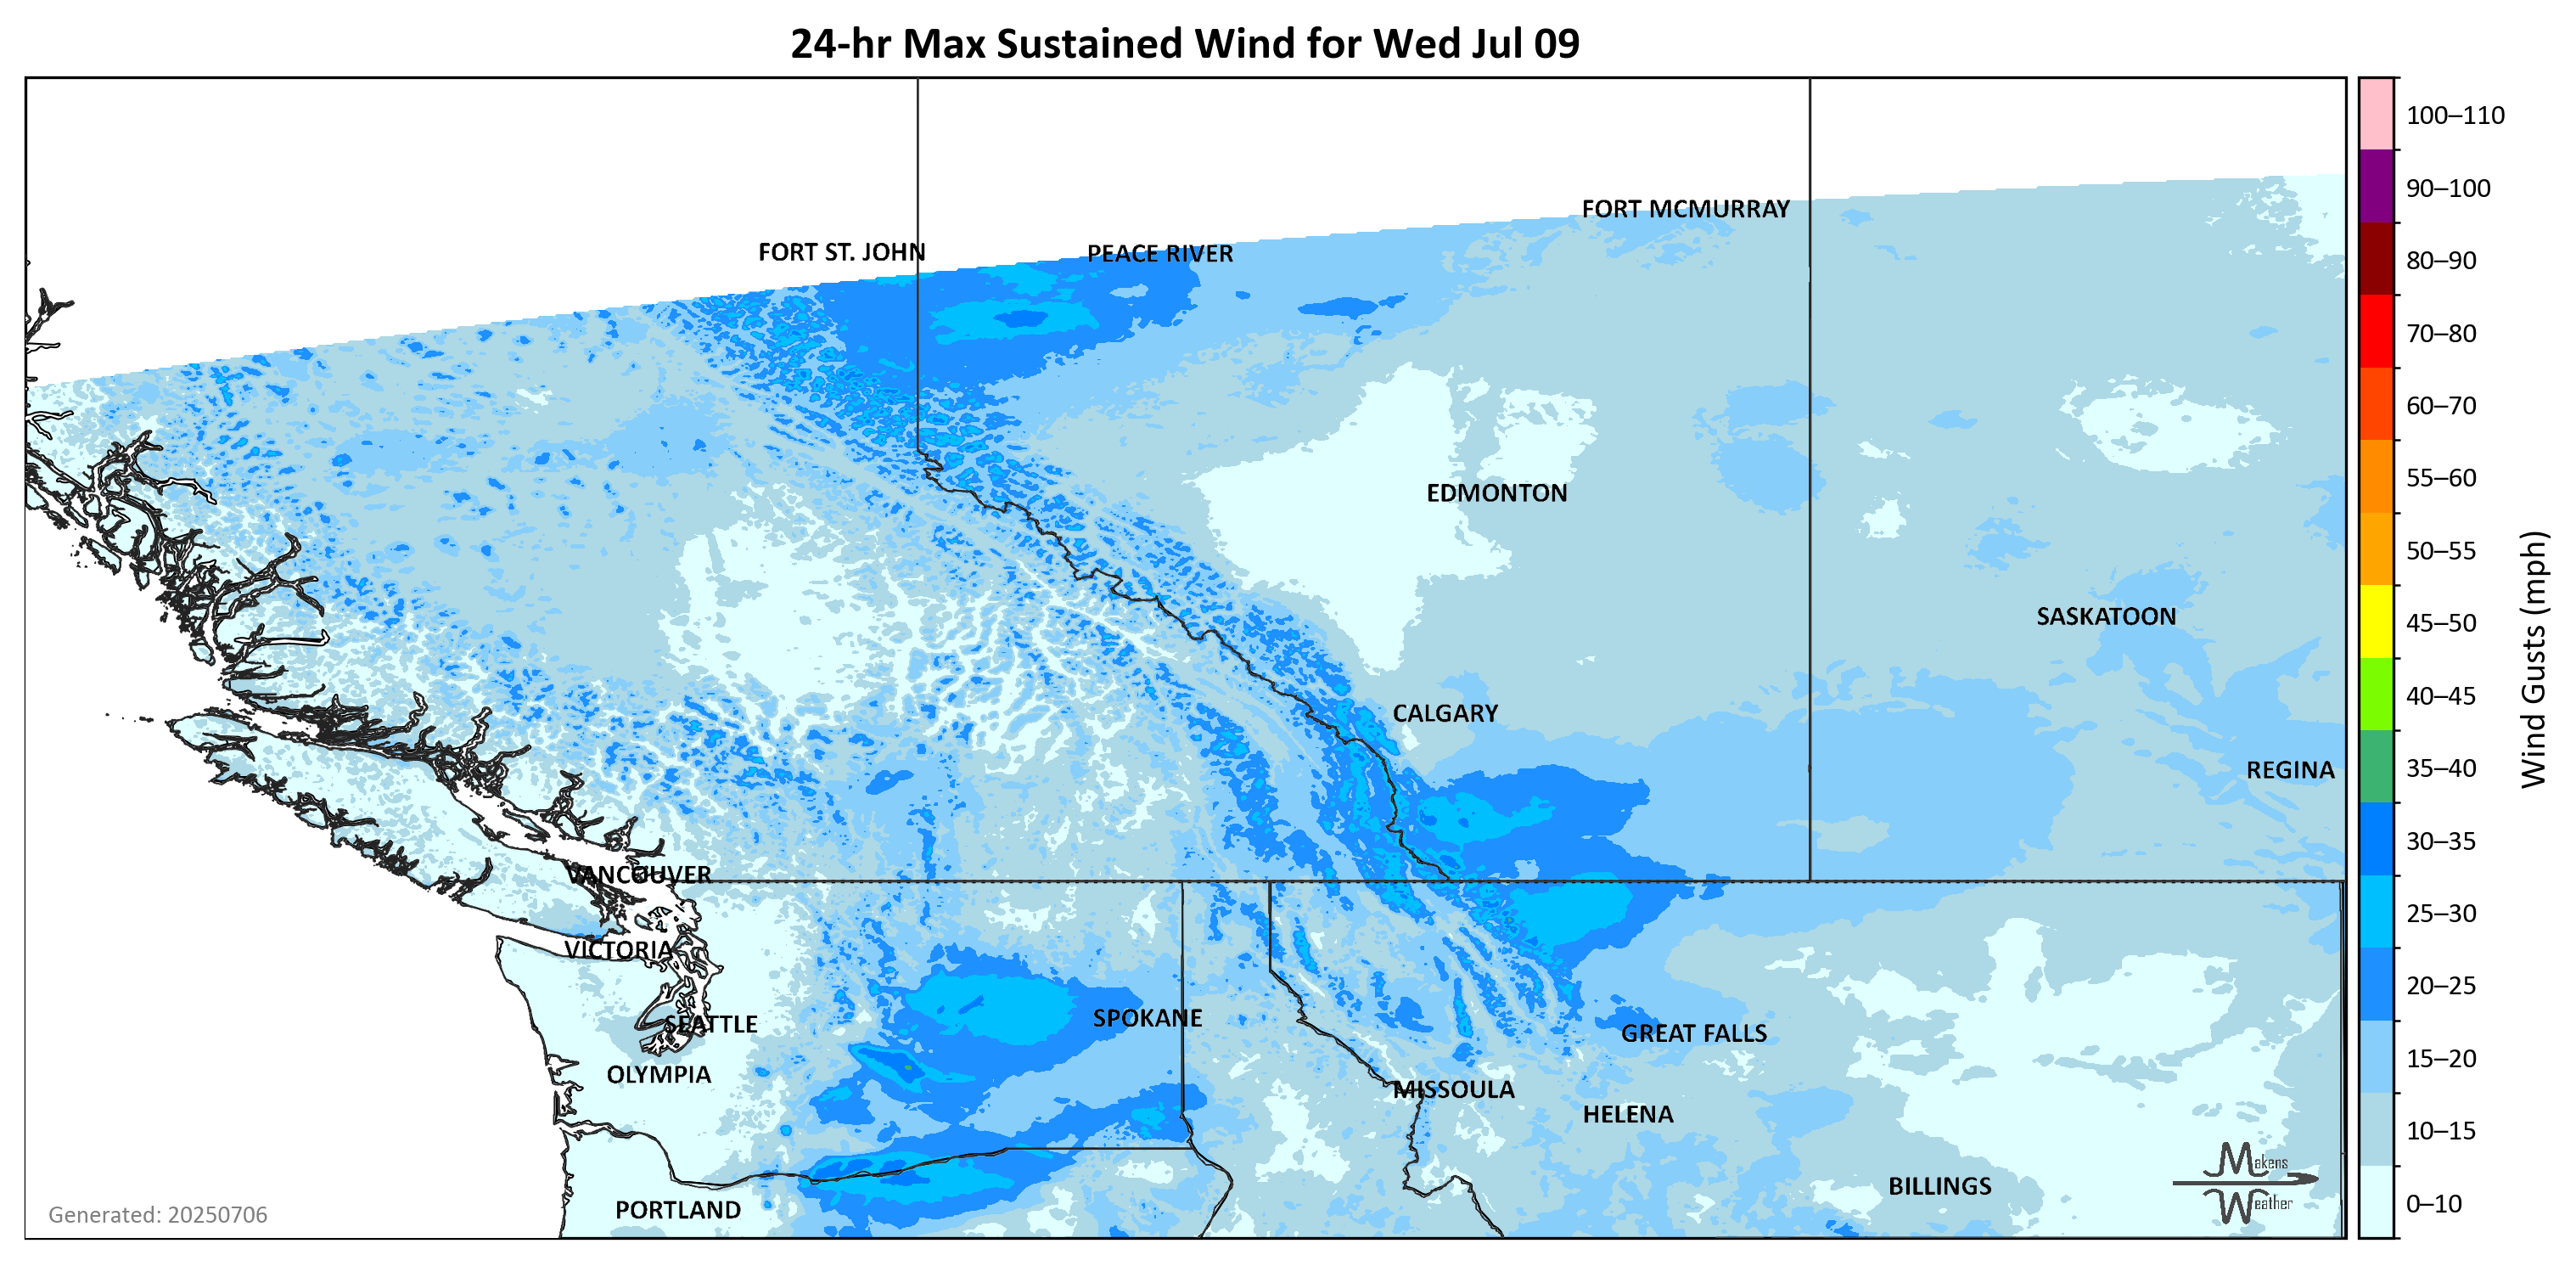 24-hr Max Sustained Wind for Wed Jul 09
100–110
90–100
80–90
70–80
60–70
55–60
50–55
45–50
40–45
35–40
30–35
25–30
20–25
15–20
10–15
0–10
Wind Gusts (mph)
FORT MCMURRAY
FORT ST. JOHN
PEACE RIVER
EDMONTON
SASKATOON
CALGARY
REGINA
VANCOUVER
VICTORIA
SEATTLE
SPOKANE
GREAT FALLS
OLYMPIA
MISSOULA
HELENA
BILLINGS
PORTLAND
Makens
Weather
Generated: 20250706